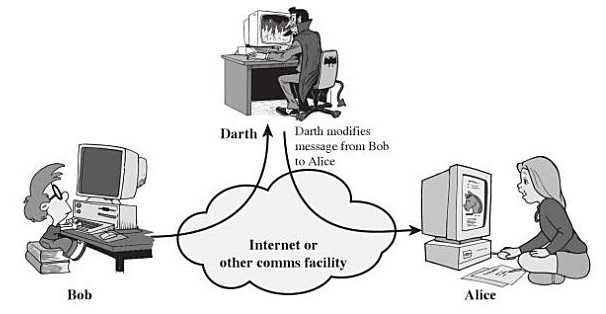 Darth
Darth modifies
message from Bob
to Alice
Internet or
other comms facility
Bob
Alice